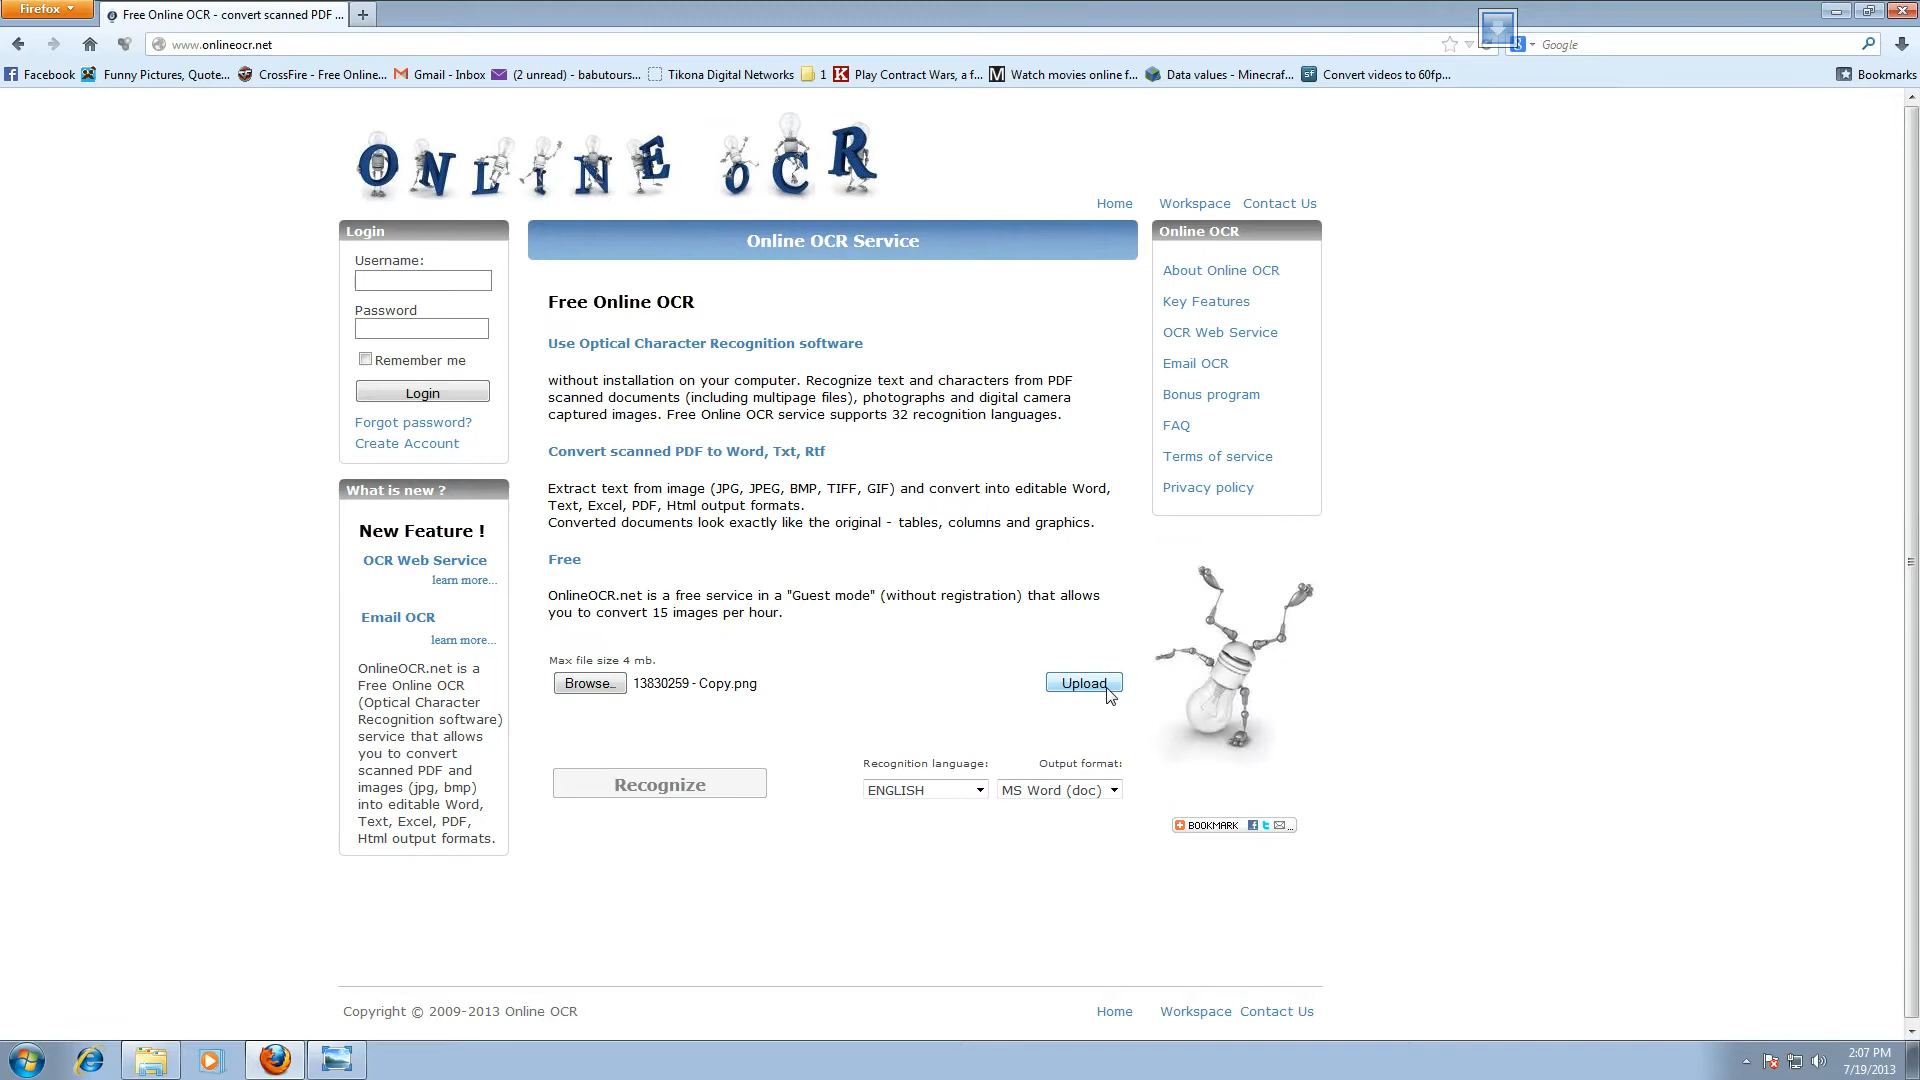 Firefox
Free Online OCR - convert scanned PDF ...
www.onlineocr.net
Google
Facebook
Funny Pictures, Quote...
CrossFire - Free Online...
Gmail - Inbox
(2 unread) - babutours...
Tikona Digital Networks
1
Play Contract Wars, a f...
Watch movies online f...
Data values - Minecraf...
Convert videos to 60fp...
Bookmarks
ONLINE OCR
Home
Workspace
Contact Us
Login
Username:
Password
Remember me
Login
Forgot password?
Create Account
What is new ?
New Feature !
OCR Web Service
learn more...
Email OCR
learn more...
OnlineOCR.net is a
Free Online OCR
(Optical Character
Recognition software)
service that allows
you to convert
scanned PDF and
images (jpg, bmp)
into editable Word,
Text, Excel, PDF,
Html output formats.
Online OCR Service
Free Online OCR
Use Optical Character Recognition software
without installation on your computer. Recognize text and characters from PDF
scanned documents (including multipage files), photographs and digital camera
captured images. Free Online OCR service supports 32 recognition languages.
Convert scanned PDF to Word, Txt, Rtf
Extract text from image (JPG, JPEG, BMP, TIFF, GIF) and convert into editable Word,
Text, Excel, PDF, Html output formats.
Converted documents look exactly like the original - tables, columns and graphics.
Free
OnlineOCR.net is a free service in a "Guest mode" (without registration) that allows
you to convert 15 images per hour.
Max file size 4 mb.
Browse...
13830259 - Copy.png
Upload
Recognition language:
Output format:
Recognize
ENGLISH
MS Word (doc)
Online OCR
About Online OCR
Key Features
OCR Web Service
Email OCR
Bonus program
FAQ
Terms of service
Privacy policy
BOOKMARK
Copyright © 2009-2013 Online OCR
Home
Workspace
Contact Us
2:07 PM
7/19/2013